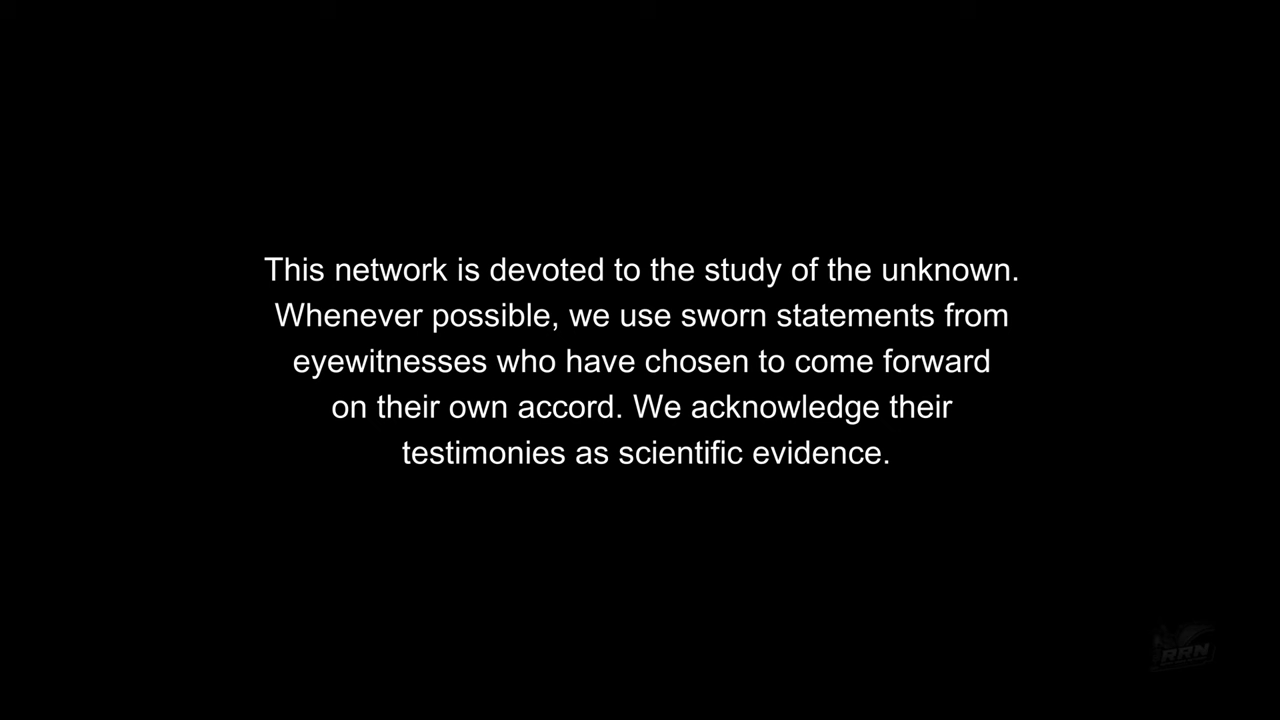 This network is devoted to the study of the unknown.
Whenever possible, we use sworn statements from
eyewitnesses who have chosen to come forward
on their own accord. We acknowledge their
testimonies as scientific evidence.
RRN